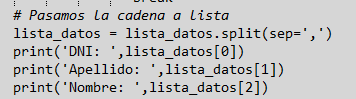 # Pasamos la cadena a lista
lista_datos = lista_datos.split(sep=',')
print('DNI: ',lista_datos[0])
print('Apellido: ',lista_datos[1])
print('Nombre: ',lista_datos[2])